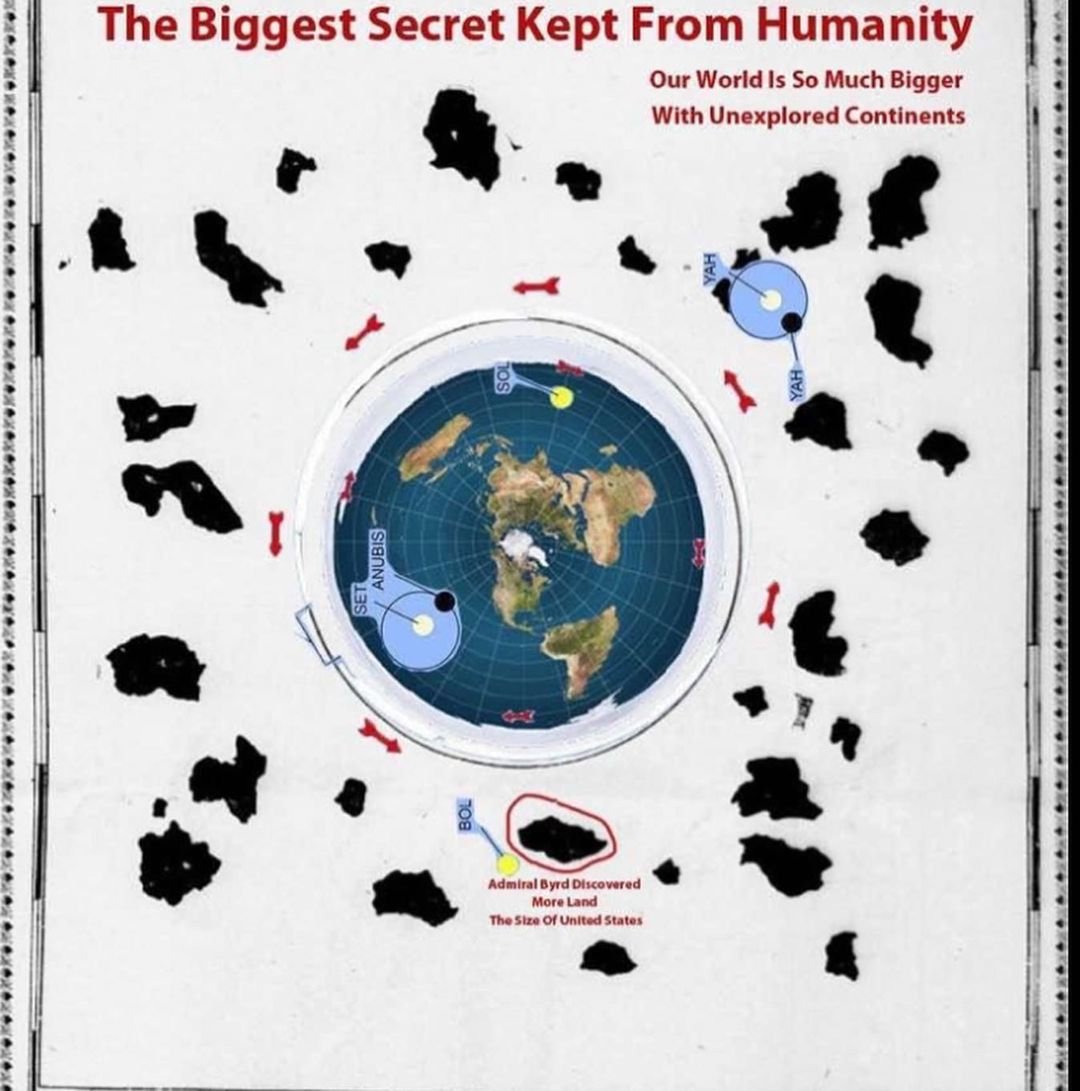 The Biggest Secret Kept From Humanity
Our World Is So Much Bigger
With Unexplored Continents
YAH
YAH
SOL
ANUBIS
SET
BOL
Admiral Byrd Discovered
More Land
The Size Of United States